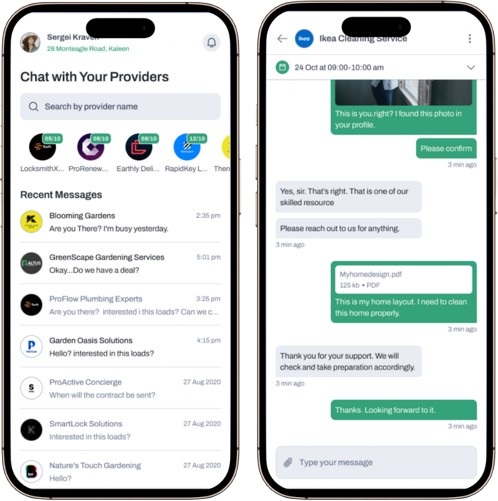 Sergei Kravek
28 Monteagle Road, Kaleen
Chat with Your Providers
Search by provider name
05/10
08/10
09/10
12/10
LocksmithX...
ProRenew...
Earthly Deli...
RapidKey L...
Then
Recent Messages
Blooming Gardens
2:35 pm
Are you There? I'm busy yesterday.
GreenScape Gardening Services
5:01 pm
Okay...Do we have a deal?
ProFlow Plumbing Experts
3:25 pm
Are you there? interested i this loads? Can we c...
Garden Oasis Solutions
4:15 pm
Hello? interested in this loads?
ProActive Concierge
27 Aug 2020
When will the contract be sent?
SmartLock Solutions
27 Aug 2020
Interested in this loads?
Nature's Touch Gardening
27 Aug 2020
Hello?
Ikea Cleaning Service
24 Oct at 09:00-10:00 am
This is you.right? I found this photo in
your profile.
Please confirm
3 min ago
Yes, sir. That's right. That is one of our
skilled resource
Please reach out to us for anything.
3 min ago
Myhomedesign.pdf
125 kb • PDF
This is my home layout. I need to clean
this home properly.
3 min ago
Thank you for your support. We will
check and take preparation accordingly.
3 min ago
Thanks. Looking forward to it.
3 min ago
Type your message